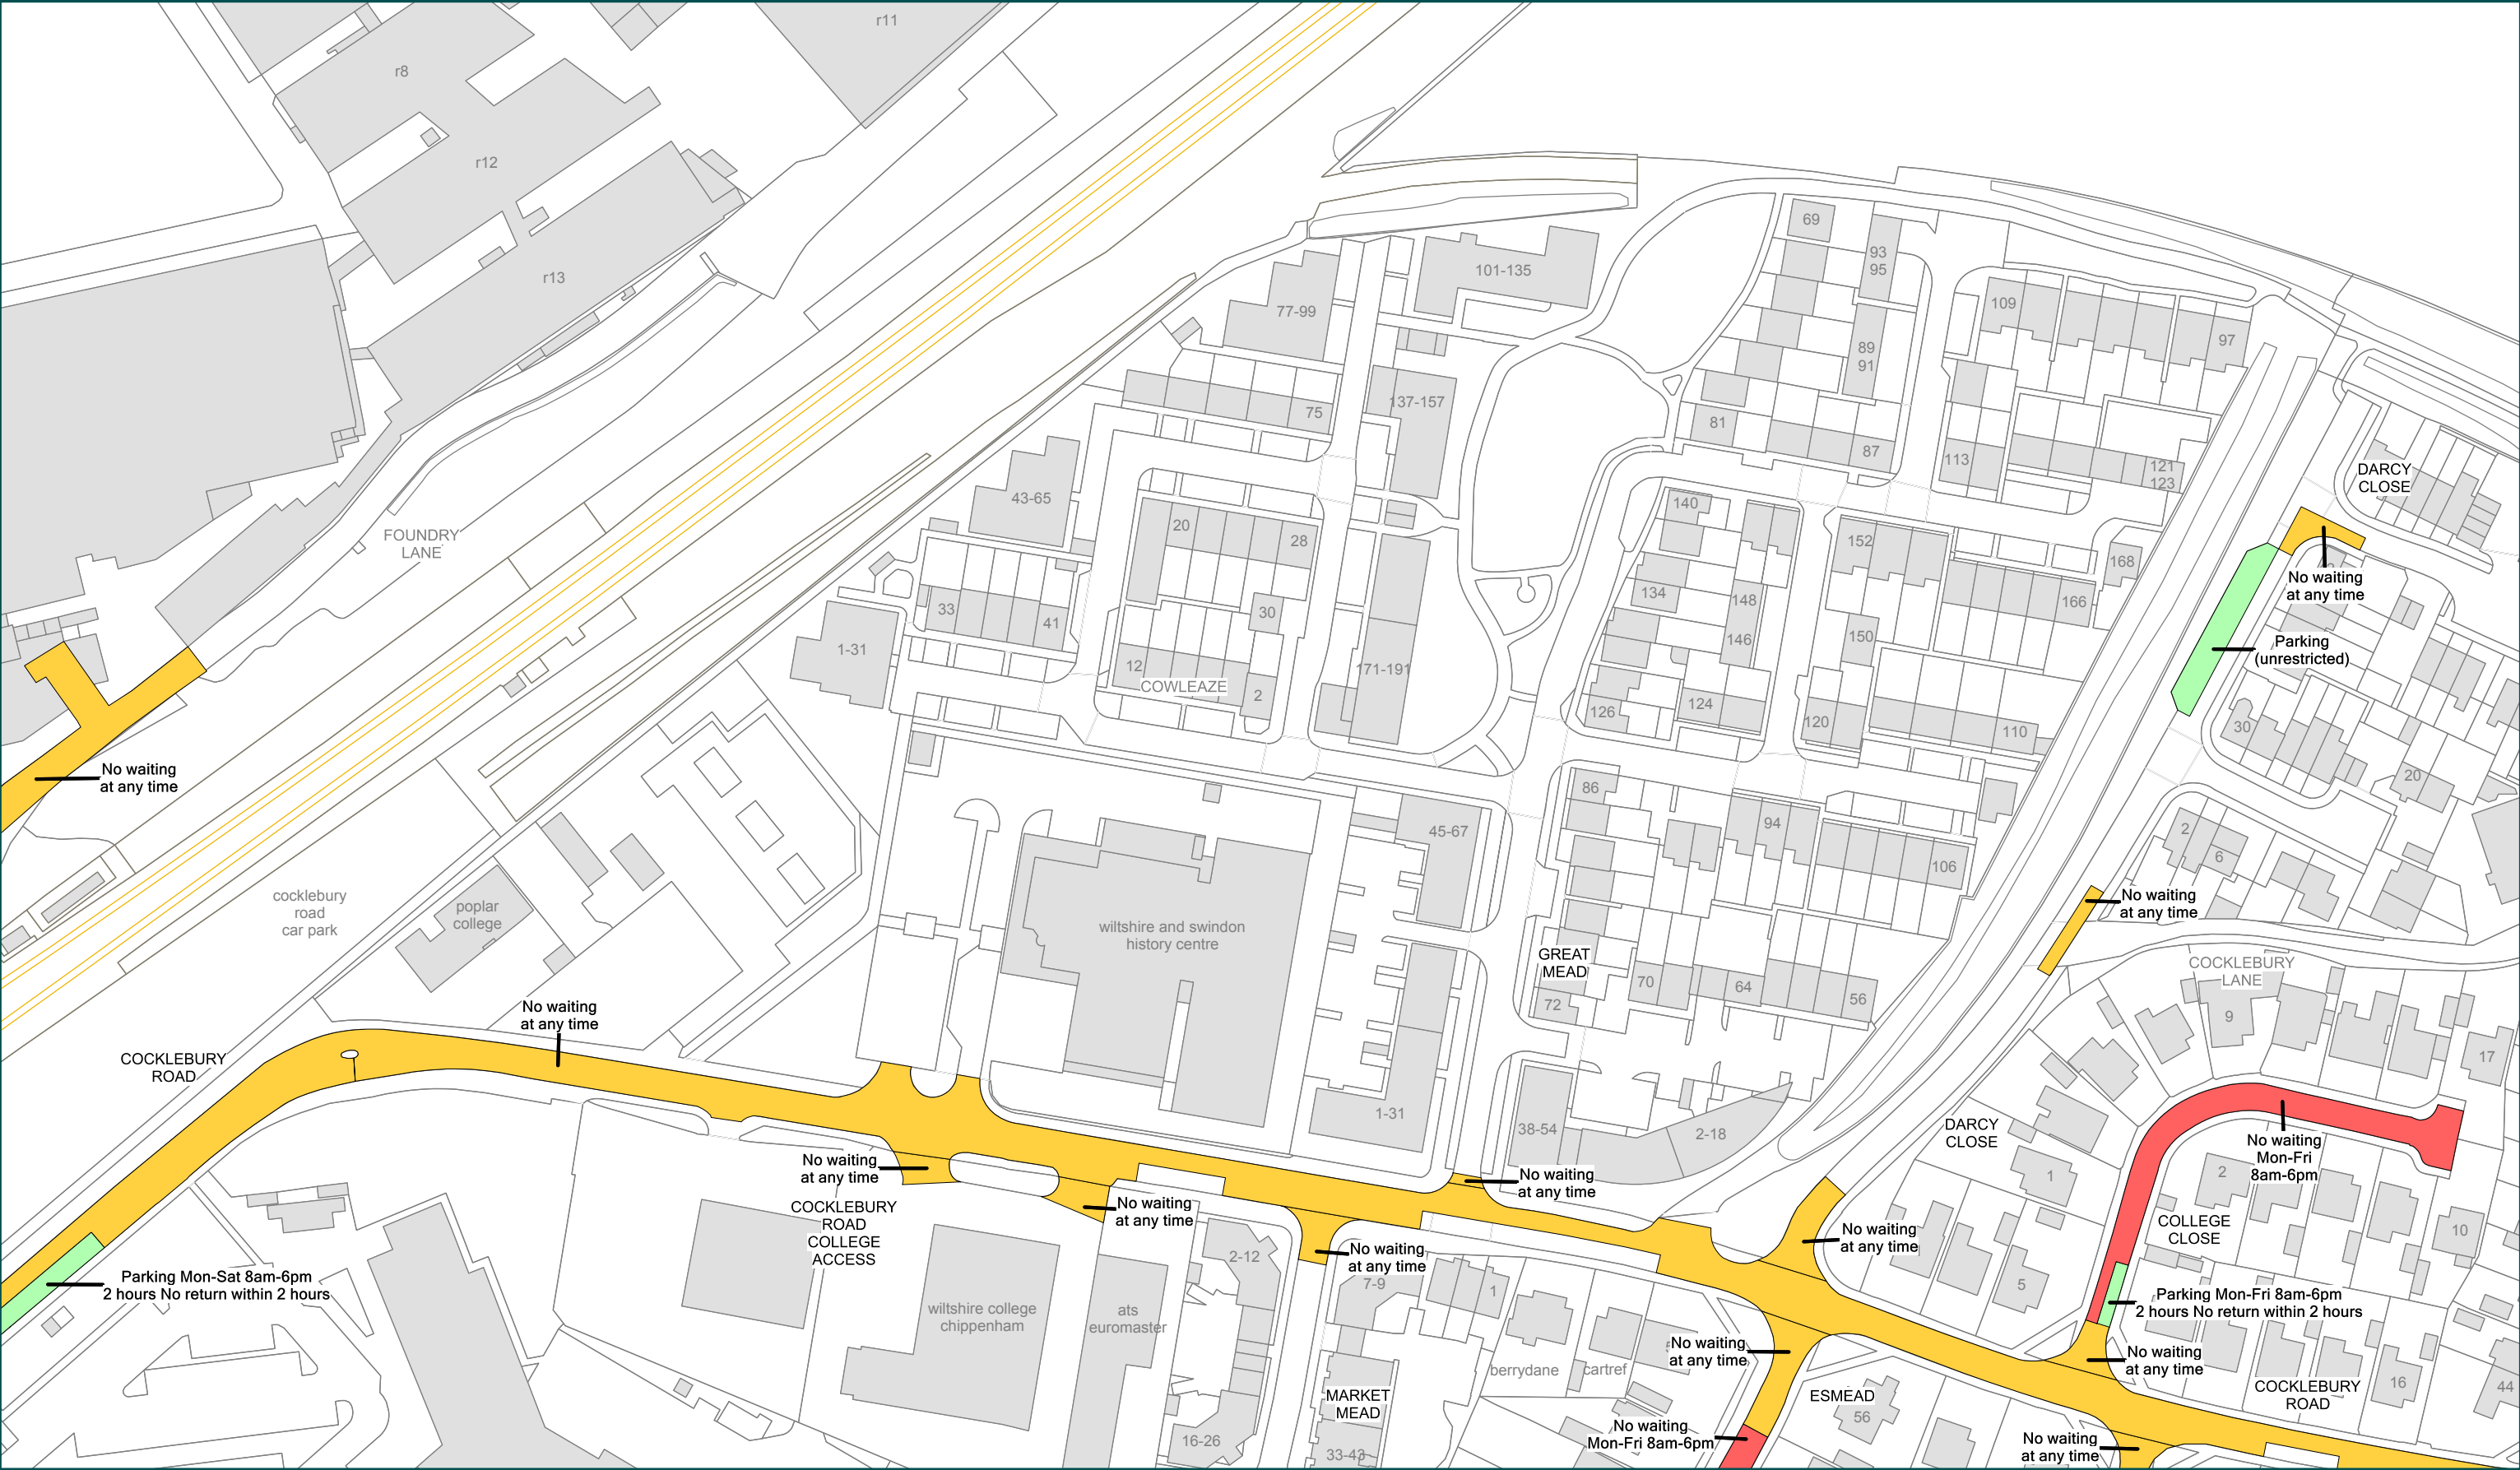 r11
r8
r12
r13
69
93
95
101-135
77-99
109
97
89
91
137-157
75
81
87
113
121
123
DARCY
CLOSE
43-65
20
28
140
152
168
FOUNDRY
LANE
No waiting
at any time
33
41
30
134
148
166
1-31
146
150
Parking
(unrestricted)
12
COWLEAZE
2
171-191
126
124
120
110
30
No waiting
at any time
86
20
45-67
94
2
6
106
cocklebury
road
car park
poplar
college
wiltshire and swindon
history centre
No waiting
at any time
GREAT
MEAD
70
64
56
72
COCKLEBURY
LANE
9
No waiting
at any time
17
COCKLEBURY
ROAD
1-31
38-54
2-18
DARCY
CLOSE
No waiting
Mon-Fri
8am-6pm
1
2
No waiting
at any time
No waiting
at any time
COCKLEBURY
ROAD
COLLEGE
ACCESS
No waiting
at any time
No waiting
at any time
COLLEGE
CLOSE
10
2-12
No waiting
at any time
7-9
1
5
Parking Mon-Sat 8am-6pm
2 hours No return within 2 hours
Parking Mon-Fri 8am-6pm
2 hours No return within 2 hours
wiltshire college
chippenham
ats
euromaster
No waiting
at any time
No waiting
at any time
berrydane
cartref
MARKET
MEAD
ESMEAD
56
COCKLEBURY
ROAD
16
44
16-26
33-43
No waiting
Mon-Fri 8am-6pm
No waiting
at any time